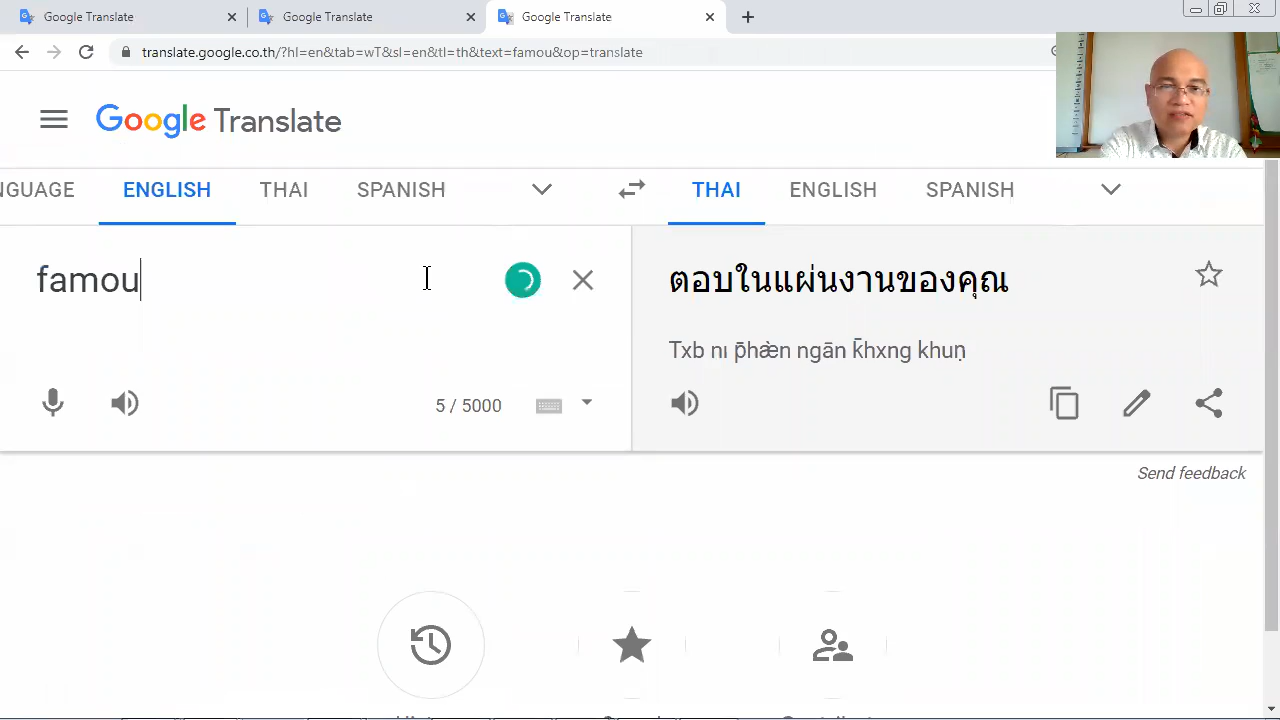 Google Translate
Google Translate
Google Translate
translate.google.co.th/?hl=en&tab=wT&sl=en&tl=th&text=famou&op=translate
Google Translate
NGUAGE ENGLISH THAI SPANISH
THAI ENGLISH SPANISH
famou
ตอบในแผ่นงานของคุณ
Txb nı p̄hæ̀n ngān k̄hxng khuṇ
5 / 5000
Send feedback